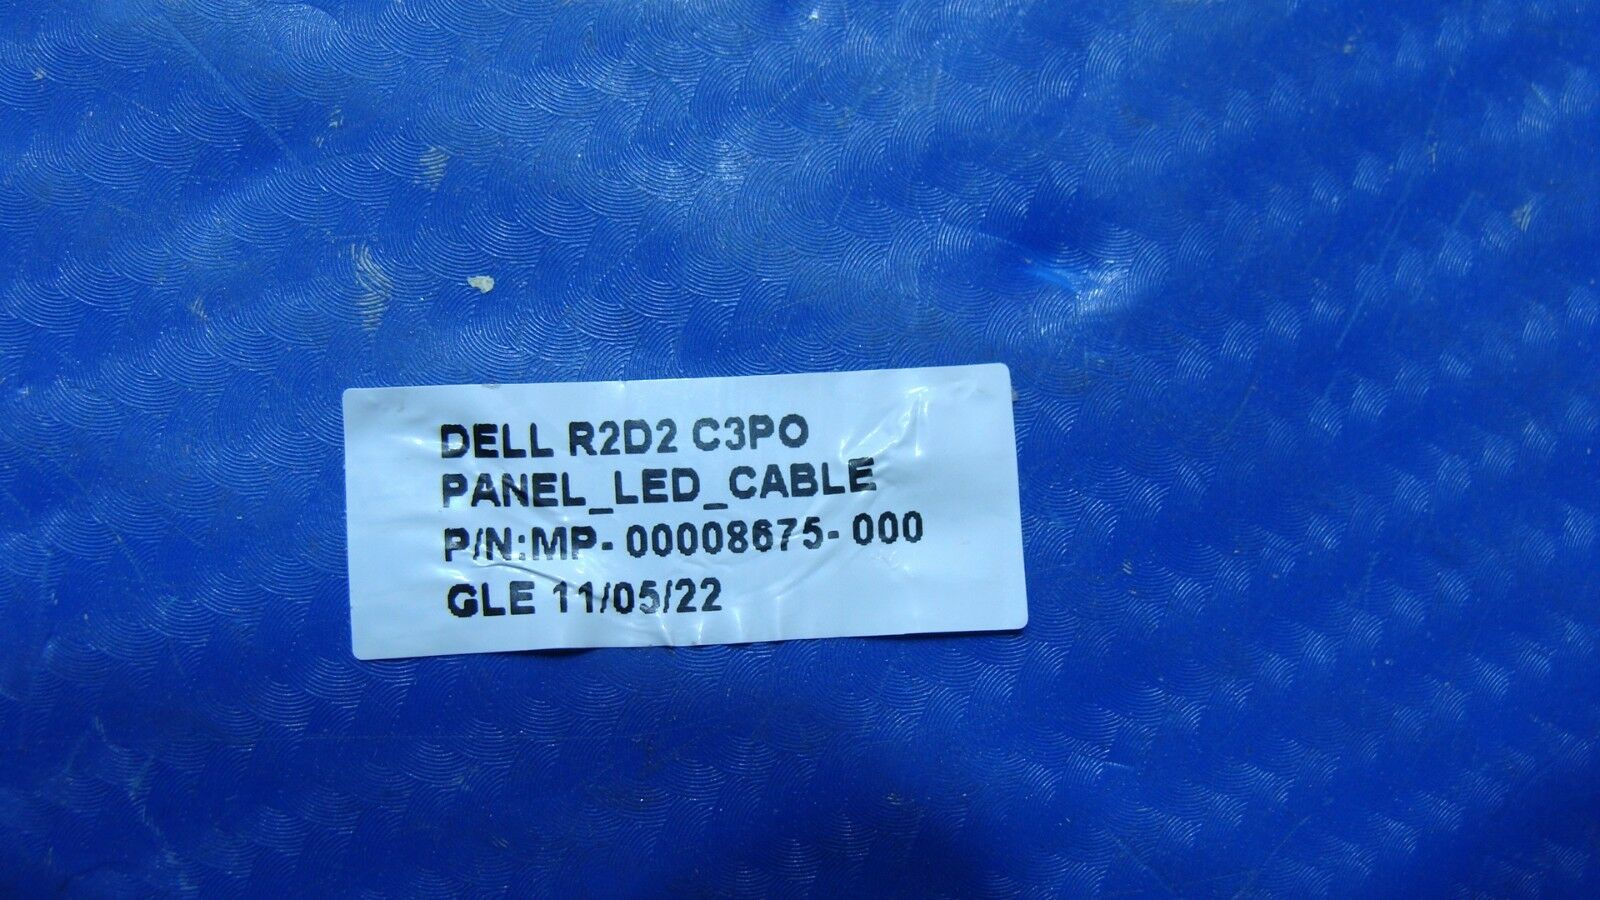 DELL R2D2 C3PO
PANEL_LED_CABLE
P/N:MP- 00008675- 000
GLE 11/05/22